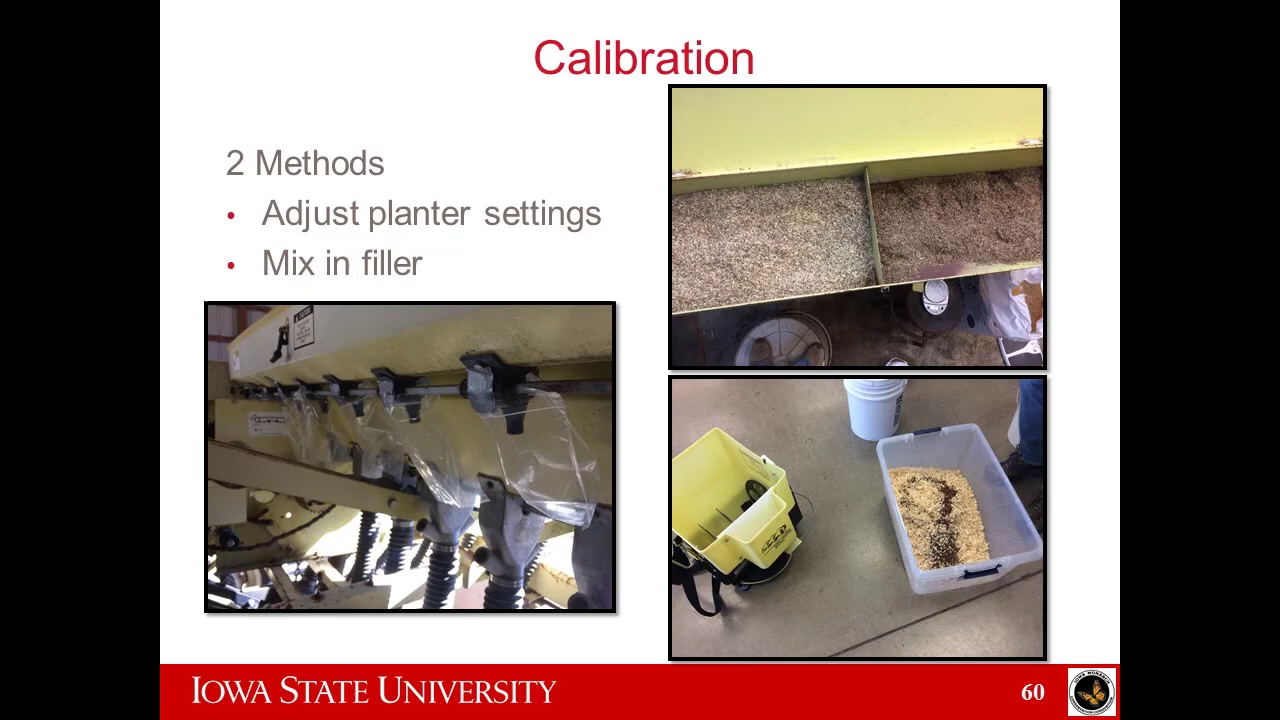 Calibration
2 Methods
• Adjust planter settings
• Mix in filler
IOWA STATE UNIVERSITY
60